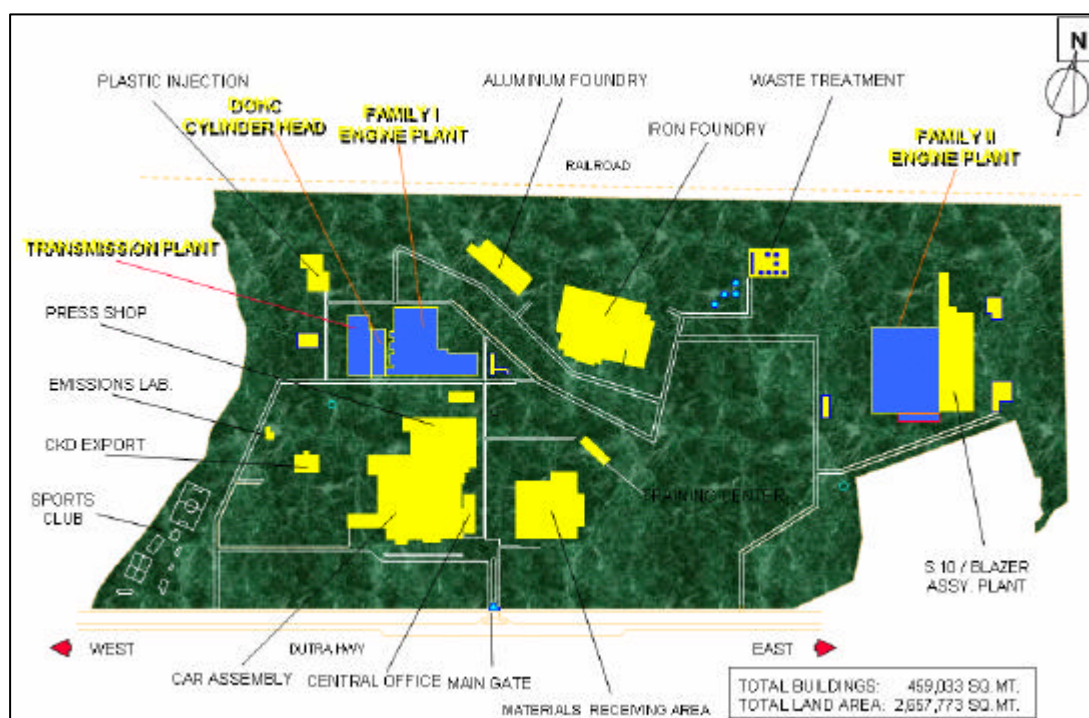 N
PLASTIC INJECTION
ALUMINUM FOUNDRY
WASTE TREATMENT
DOHC
CYLINDER HEAD
FAMILY I
ENGINE PLANT
IRON FOUNDRY
FAMILY II
ENGINE PLANT
RAILROAD
TRANSMISSION PLANT
PRESS SHOP
EMISSIONS LAB.
CKD EXPORT
SPORTS
CLUB
TRAINING CENTER
S.10 / BLAZER
ASSY. PLANT
WEST
DUTRA HWY
EAST
CAR ASSEMBLY
CENTRAL OFFICE
MAIN GATE
MATERIALS RECEIVING AREA
TOTAL BUILDINGS: 459,033 SQ.MT.
TOTAL LAND AREA: 2,657,773 SQ.MT.